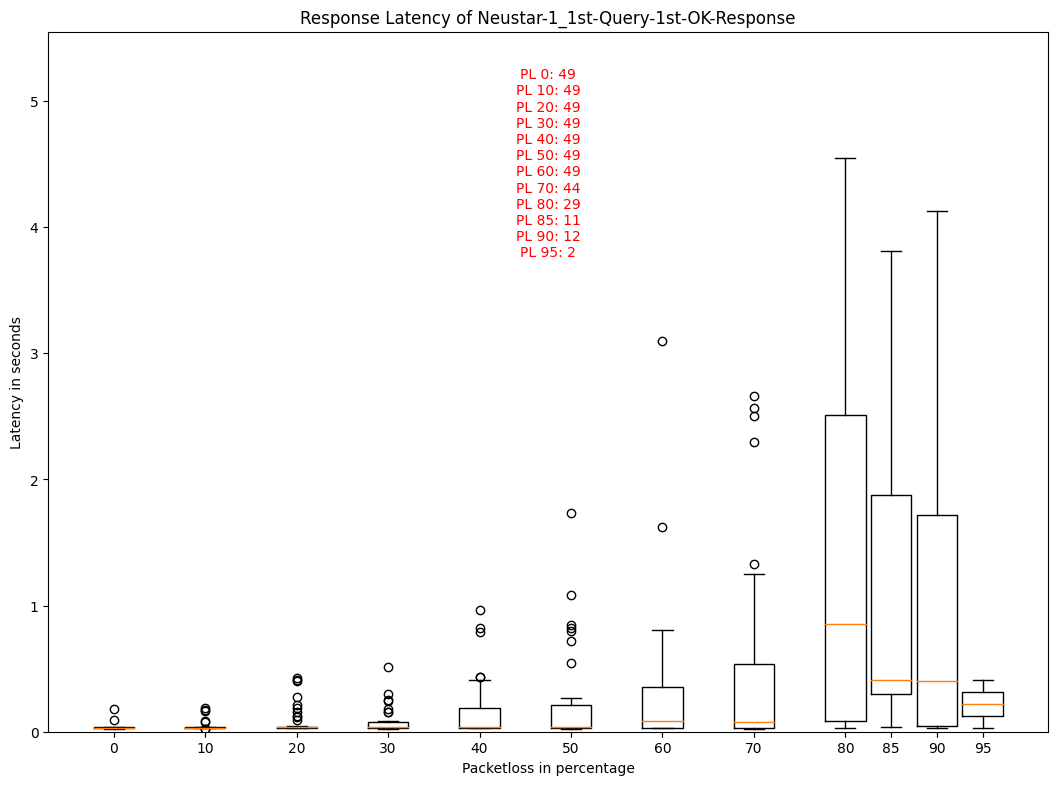 Response Latency of Neustar-1_1st-Query-1st-OK-Response
PL 0: 49
PL 10: 49
PL 20: 49
PL 30: 49
PL 40: 49
PL 50: 49
PL 60: 49
PL 70: 44
PL 80: 29
PL 85: 11
PL 90: 12
PL 95: 2
5
4
3
2
1
0
Latency in seconds
0 10 20 30 40 50 60 70 80 85 90 95
Packetloss in percentage